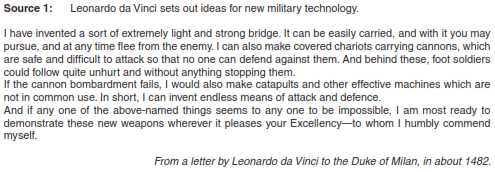 Source 1: Leonardo da Vinci sets out ideas for new military technology.
I have invented a sort of extremely light and strong bridge. It can be easily carried, and with it you may
pursue, and at any time flee from the enemy. I can also make covered chariots carrying cannons, which
are safe and difficult to attack so that no one can defend against them. And behind these, foot soldiers
could follow quite unhurt and without anything stopping them.
If the cannon bombardment fails, I would also make catapults and other effective machines which are
not in common use. In short, I can invent endless means of attack and defence.
And if any one of the above-named things seems to any one to be impossible, I am most ready to
demonstrate these new weapons wherever it pleases your Excellency—to whom I humbly commend
myself.
From a letter by Leonardo da Vinci to the Duke of Milan, in about 1482.